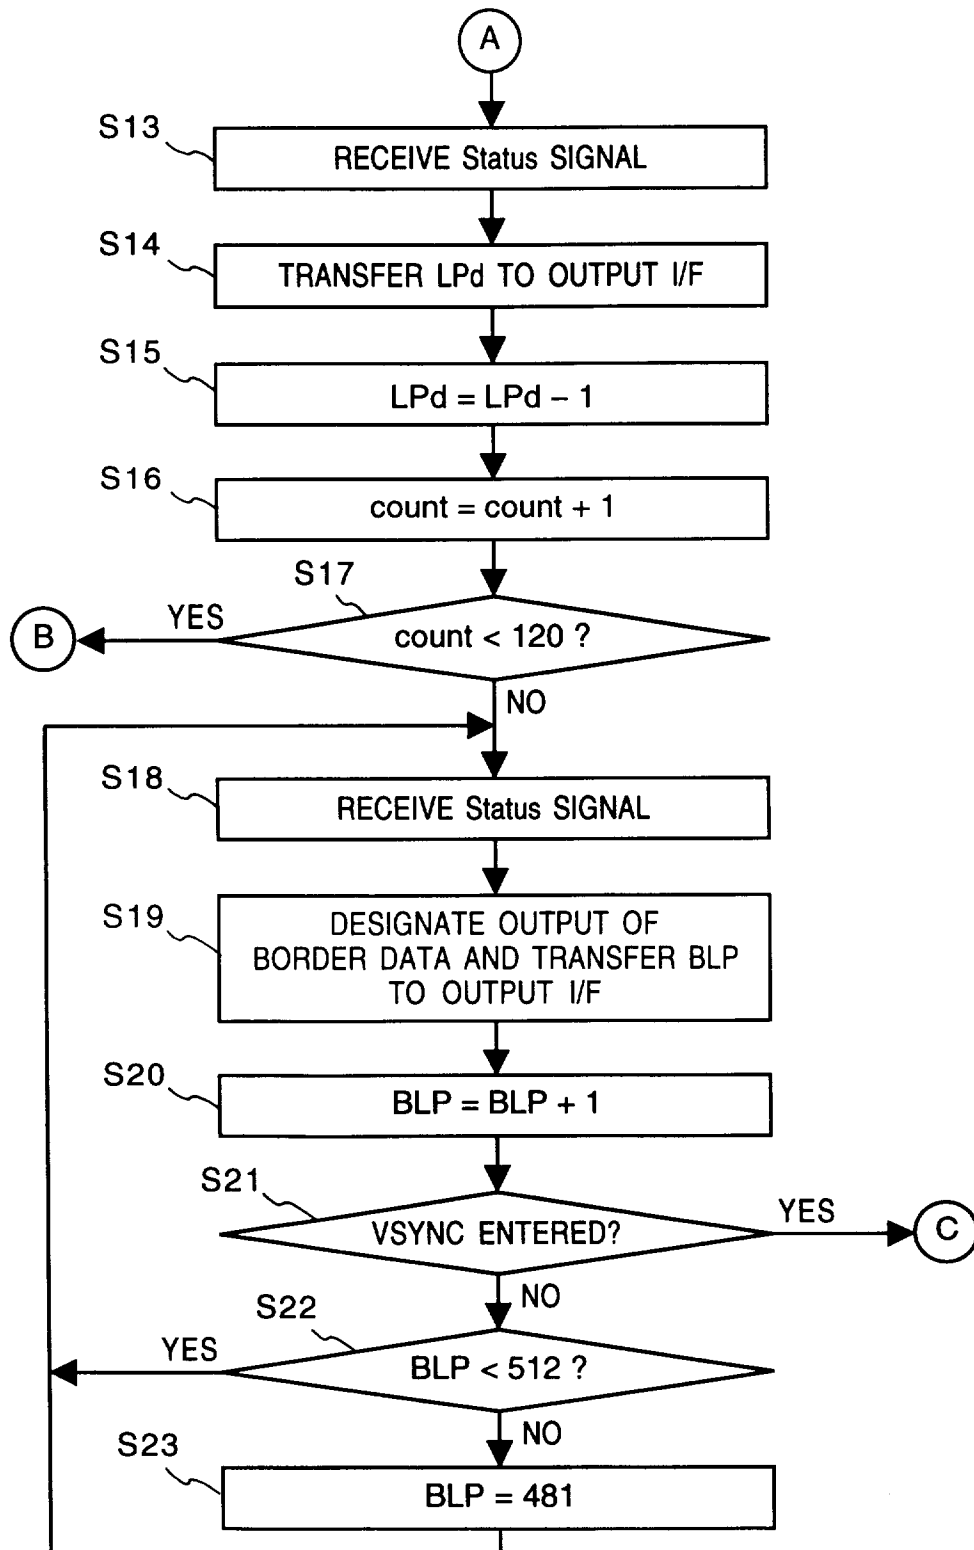 A
S13
RECEIVE Status SIGNAL
S14
TRANSFER LPd TO OUTPUT I/F
S15
LPd = LPd – 1
S16
count = count + 1
S17
YES
B
count < 120 ?
NO
S18
RECEIVE Status SIGNAL
S19
DESIGNATE OUTPUT OF
BORDER DATA AND TRANSFER BLP
TO OUTPUT I/F
S20
BLP = BLP + 1
S21
VSYNC ENTERED?
YES
C
NO
S22
YES
BLP < 512 ?
NO
S23
BLP = 481